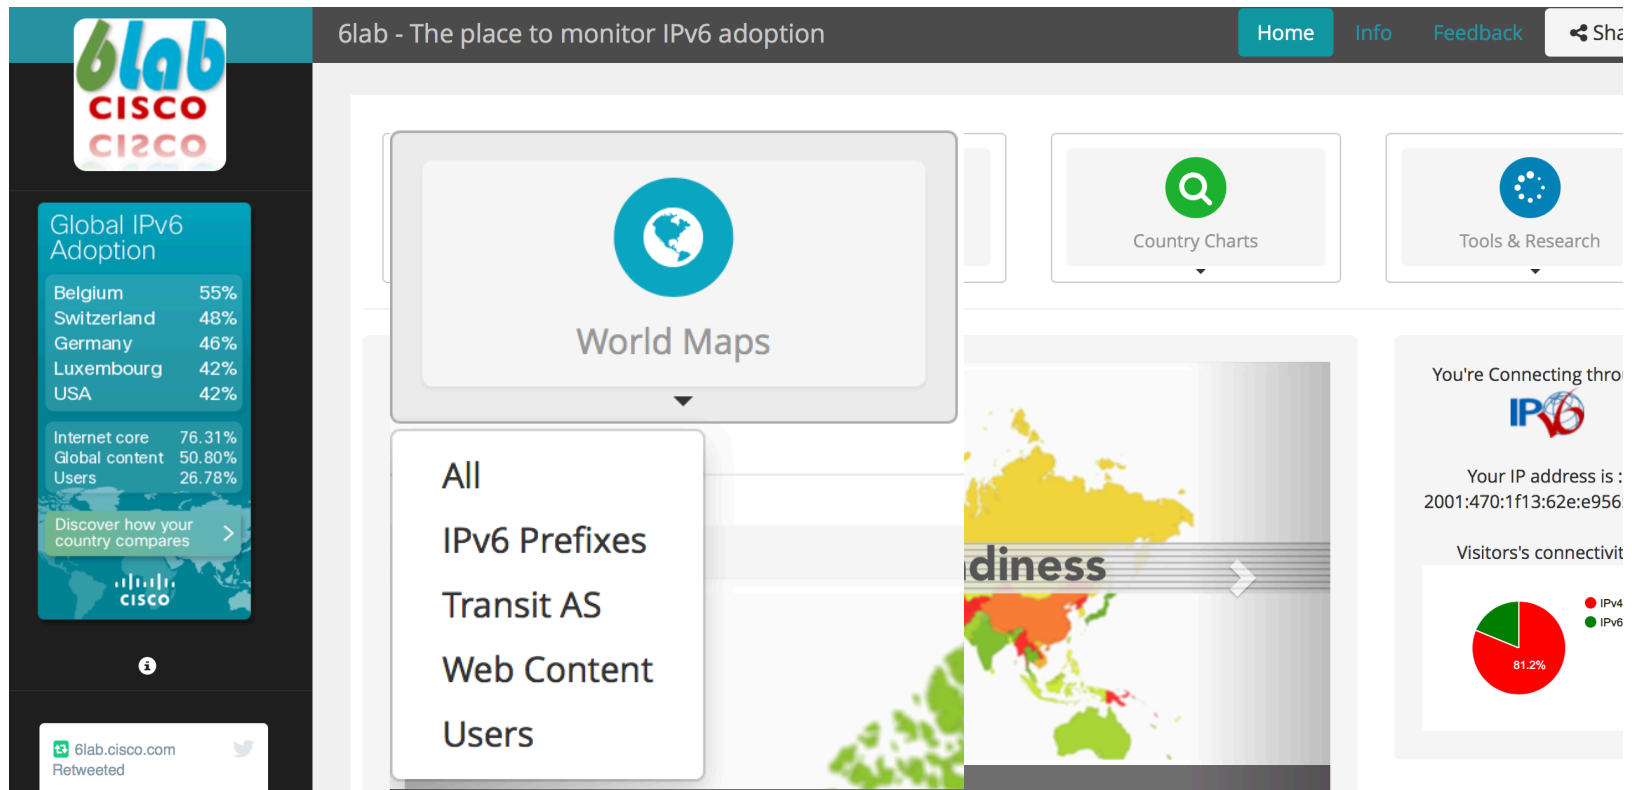 6lab
CISCO
6lab - The place to monitor IPv6 adoption
Home
Info
Feedback
Global IPv6
Adoption
Belgium 55%
Switzerland 48%
Germany 46%
Luxembourg 42%
USA 42%
Internet core 76.31%
Global content 50.80%
Users 26.78%
Discover how your
country compares
CISCO
6lab.cisco.com
Retweeted
World Maps
All
IPv6 Prefixes
Transit AS
Web Content
Users
Country Charts
Tools & Research
diness
You're Connecting thro
IPV6
Your IP address is :
2001:470:1f13:62e:e956:
Visitors's connectivit
IPv4
IPv6
81.2%